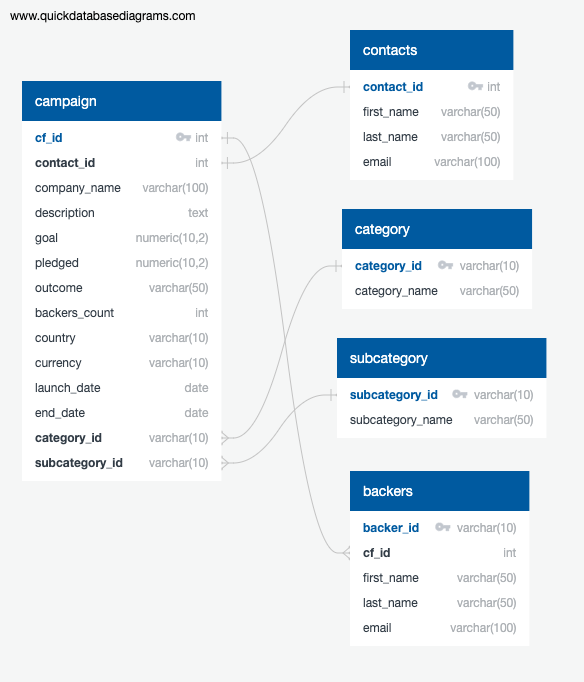 www.quickdatabasediagrams.com
campaign
cf_id int
contact_id int
company_name varchar(100)
description text
goal numeric(10,2)
pledged numeric(10,2)
outcome varchar(50)
backers_count int
country varchar(10)
currency varchar(10)
launch_date date
end_date date
category_id varchar(10)
subcategory_id varchar(10)
contacts
contact_id int
first_name varchar(50)
last_name varchar(50)
email varchar(100)
category
category_id varchar(10)
category_name varchar(50)
subcategory
subcategory_id varchar(10)
subcategory_name varchar(50)
backers
backer_id varchar(10)
cf_id int
first_name varchar(50)
last_name varchar(50)
email varchar(100)